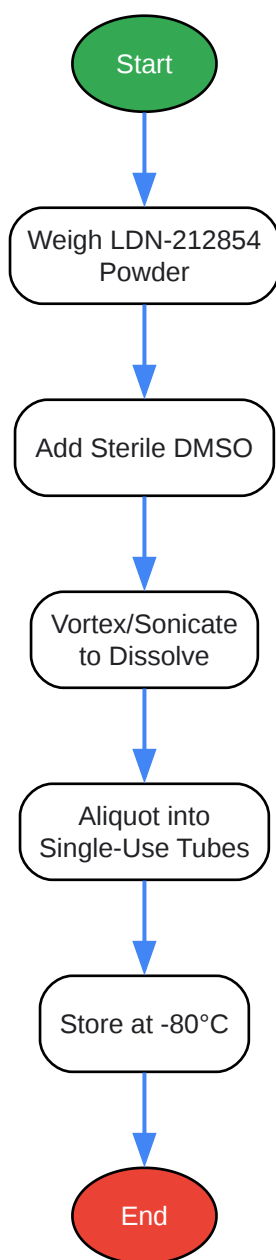 Start
Weigh LDN-212854
Powder
Add Sterile DMSO
Vortex/Sonicate
to Dissolve
Aliquot into
Single-Use Tubes
Store at -80°C
End